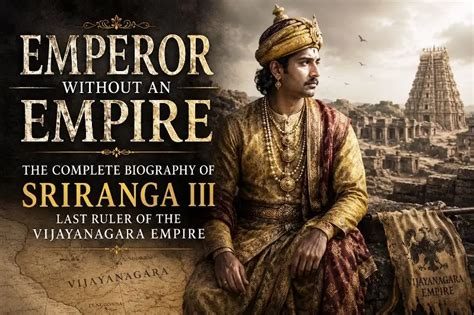 EMPEROR
WITHOUT AN
EMPIRE
THE COMPLETE BIOGRAPHY OF
SRIRANGA III
LAST RULER OF THE
VIJAYANAGARA EMPIRE
VIJAYANAGARA
VIJAYANAGARA
EMPIRE